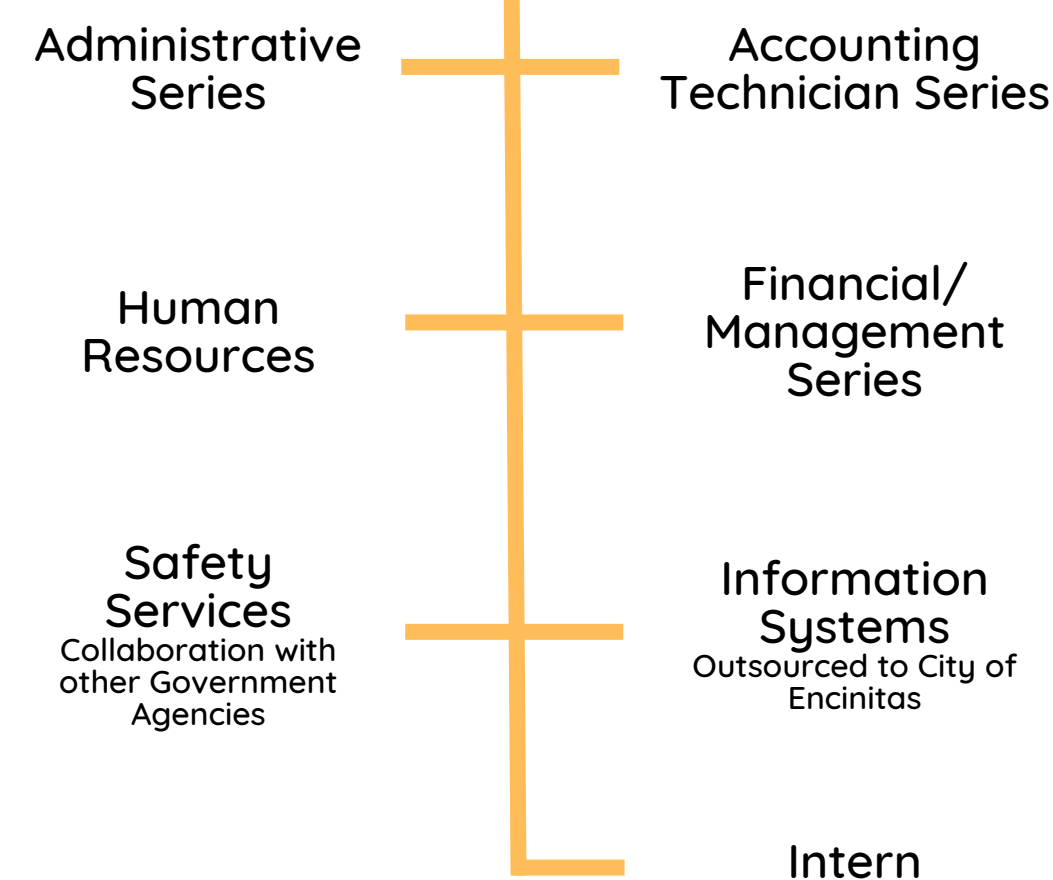 Administrative
Series
Accounting
Technician Series
Human
Resources
Financial/
Management
Series
Safety
Services
Collaboration with
other Government
Agencies
Information
Systems
Outsourced to City of
Encinitas
Intern